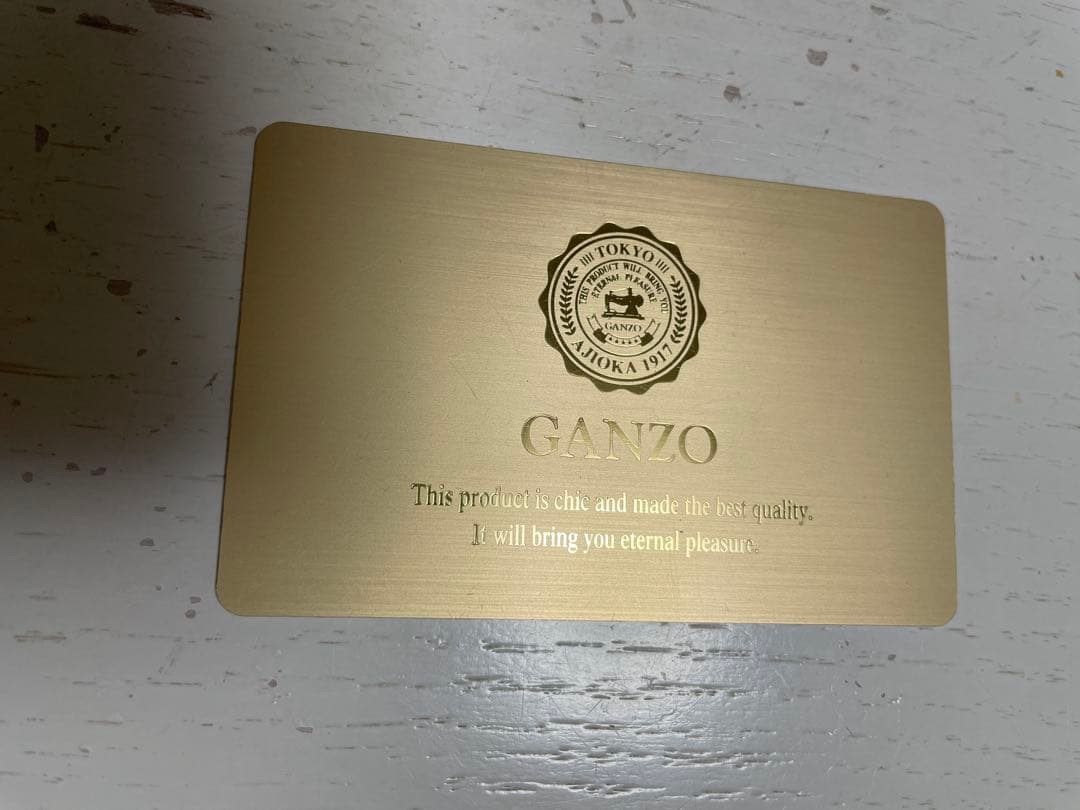 TOKYO
THIS PRODUCT WILL BRING YOU
ETERNAL PLEASURE
GANZO
AJIOKA 1917
GANZO
This product is chic and made the best quality.
It will bring you eternal pleasure.